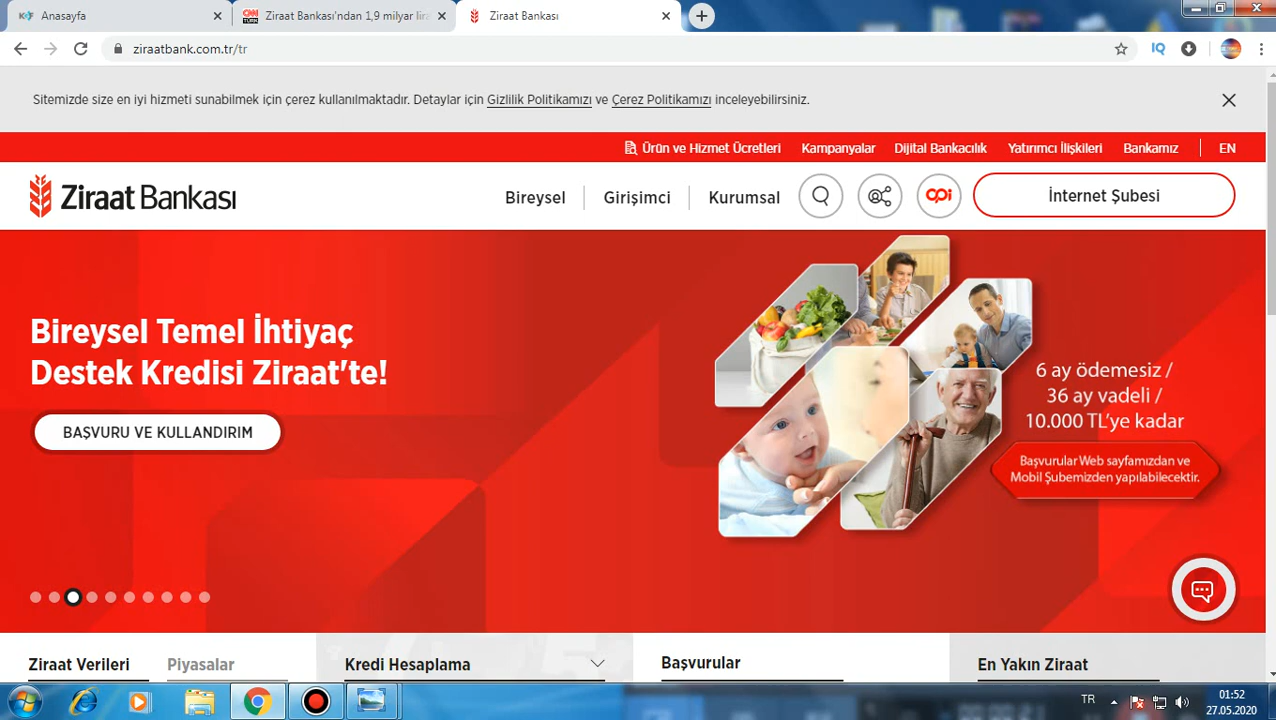 Anasayfa
Ziraat Bankası'ndan 1,9 milyar lira
Ziraat Bankası
ziraatbank.com.tr/tr
IQ
Sitemizde size en iyi hizmeti sunabilmek için çerez kullanılmaktadır. Detaylar için Gizlilik Politikamızı ve Çerez Politikamızı inceleyebilirsiniz.
Ürün ve Hizmet Ücretleri Kampanyalar Dijital Bankacılık Yatırımcı İlişkileri Bankamız EN
Ziraat Bankası
Bireysel Girişimci Kurumsal
İnternet Şubesi
Bireysel Temel İhtiyaç
Destek Kredisi Ziraat'te!
BAŞVURU VE KULLANDIRIM
6 ay ödemesiz /
36 ay vadeli /
10.000 TL'ye kadar
Başvurular Web sayfamızdan ve
Mobil Şubemizden yapılabilecektir.
Ziraat Verileri Piyasalar Kredi Hesaplama Başvurular En Yakın Ziraat
TR
01:52
27.05.2020